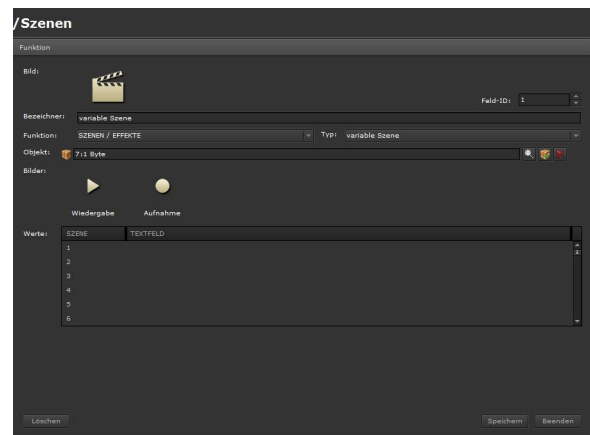 /Szenen
Funktion
Bild:
Feld-ID: 1
Bezeichner: variable Szene
Funktion: SZENEN / EFFEKTE Typ: variable Szene
Objekt: 7:1 Byte
Bilder:
Wiedergabe Aufnahme
Werte: SZENE TEXTFELD
1
2
3
4
5
6
Löschen Speichern Beenden